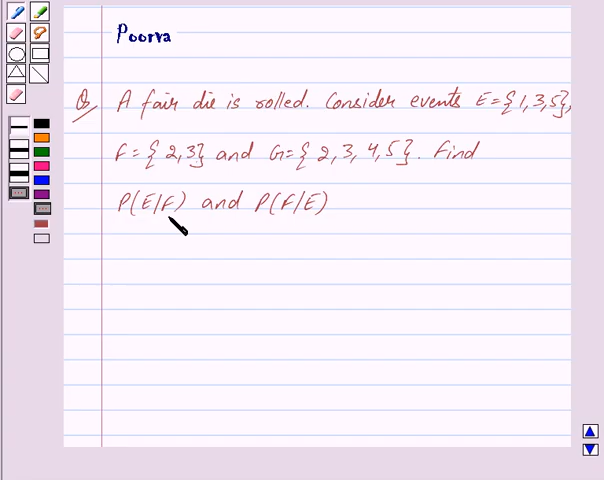 Poorva
Q, A fair die is rolled. Consider events E={1,3,5},
F={2,3} and G={2,3,4,5}. Find
P(E/F) and P(F/E)